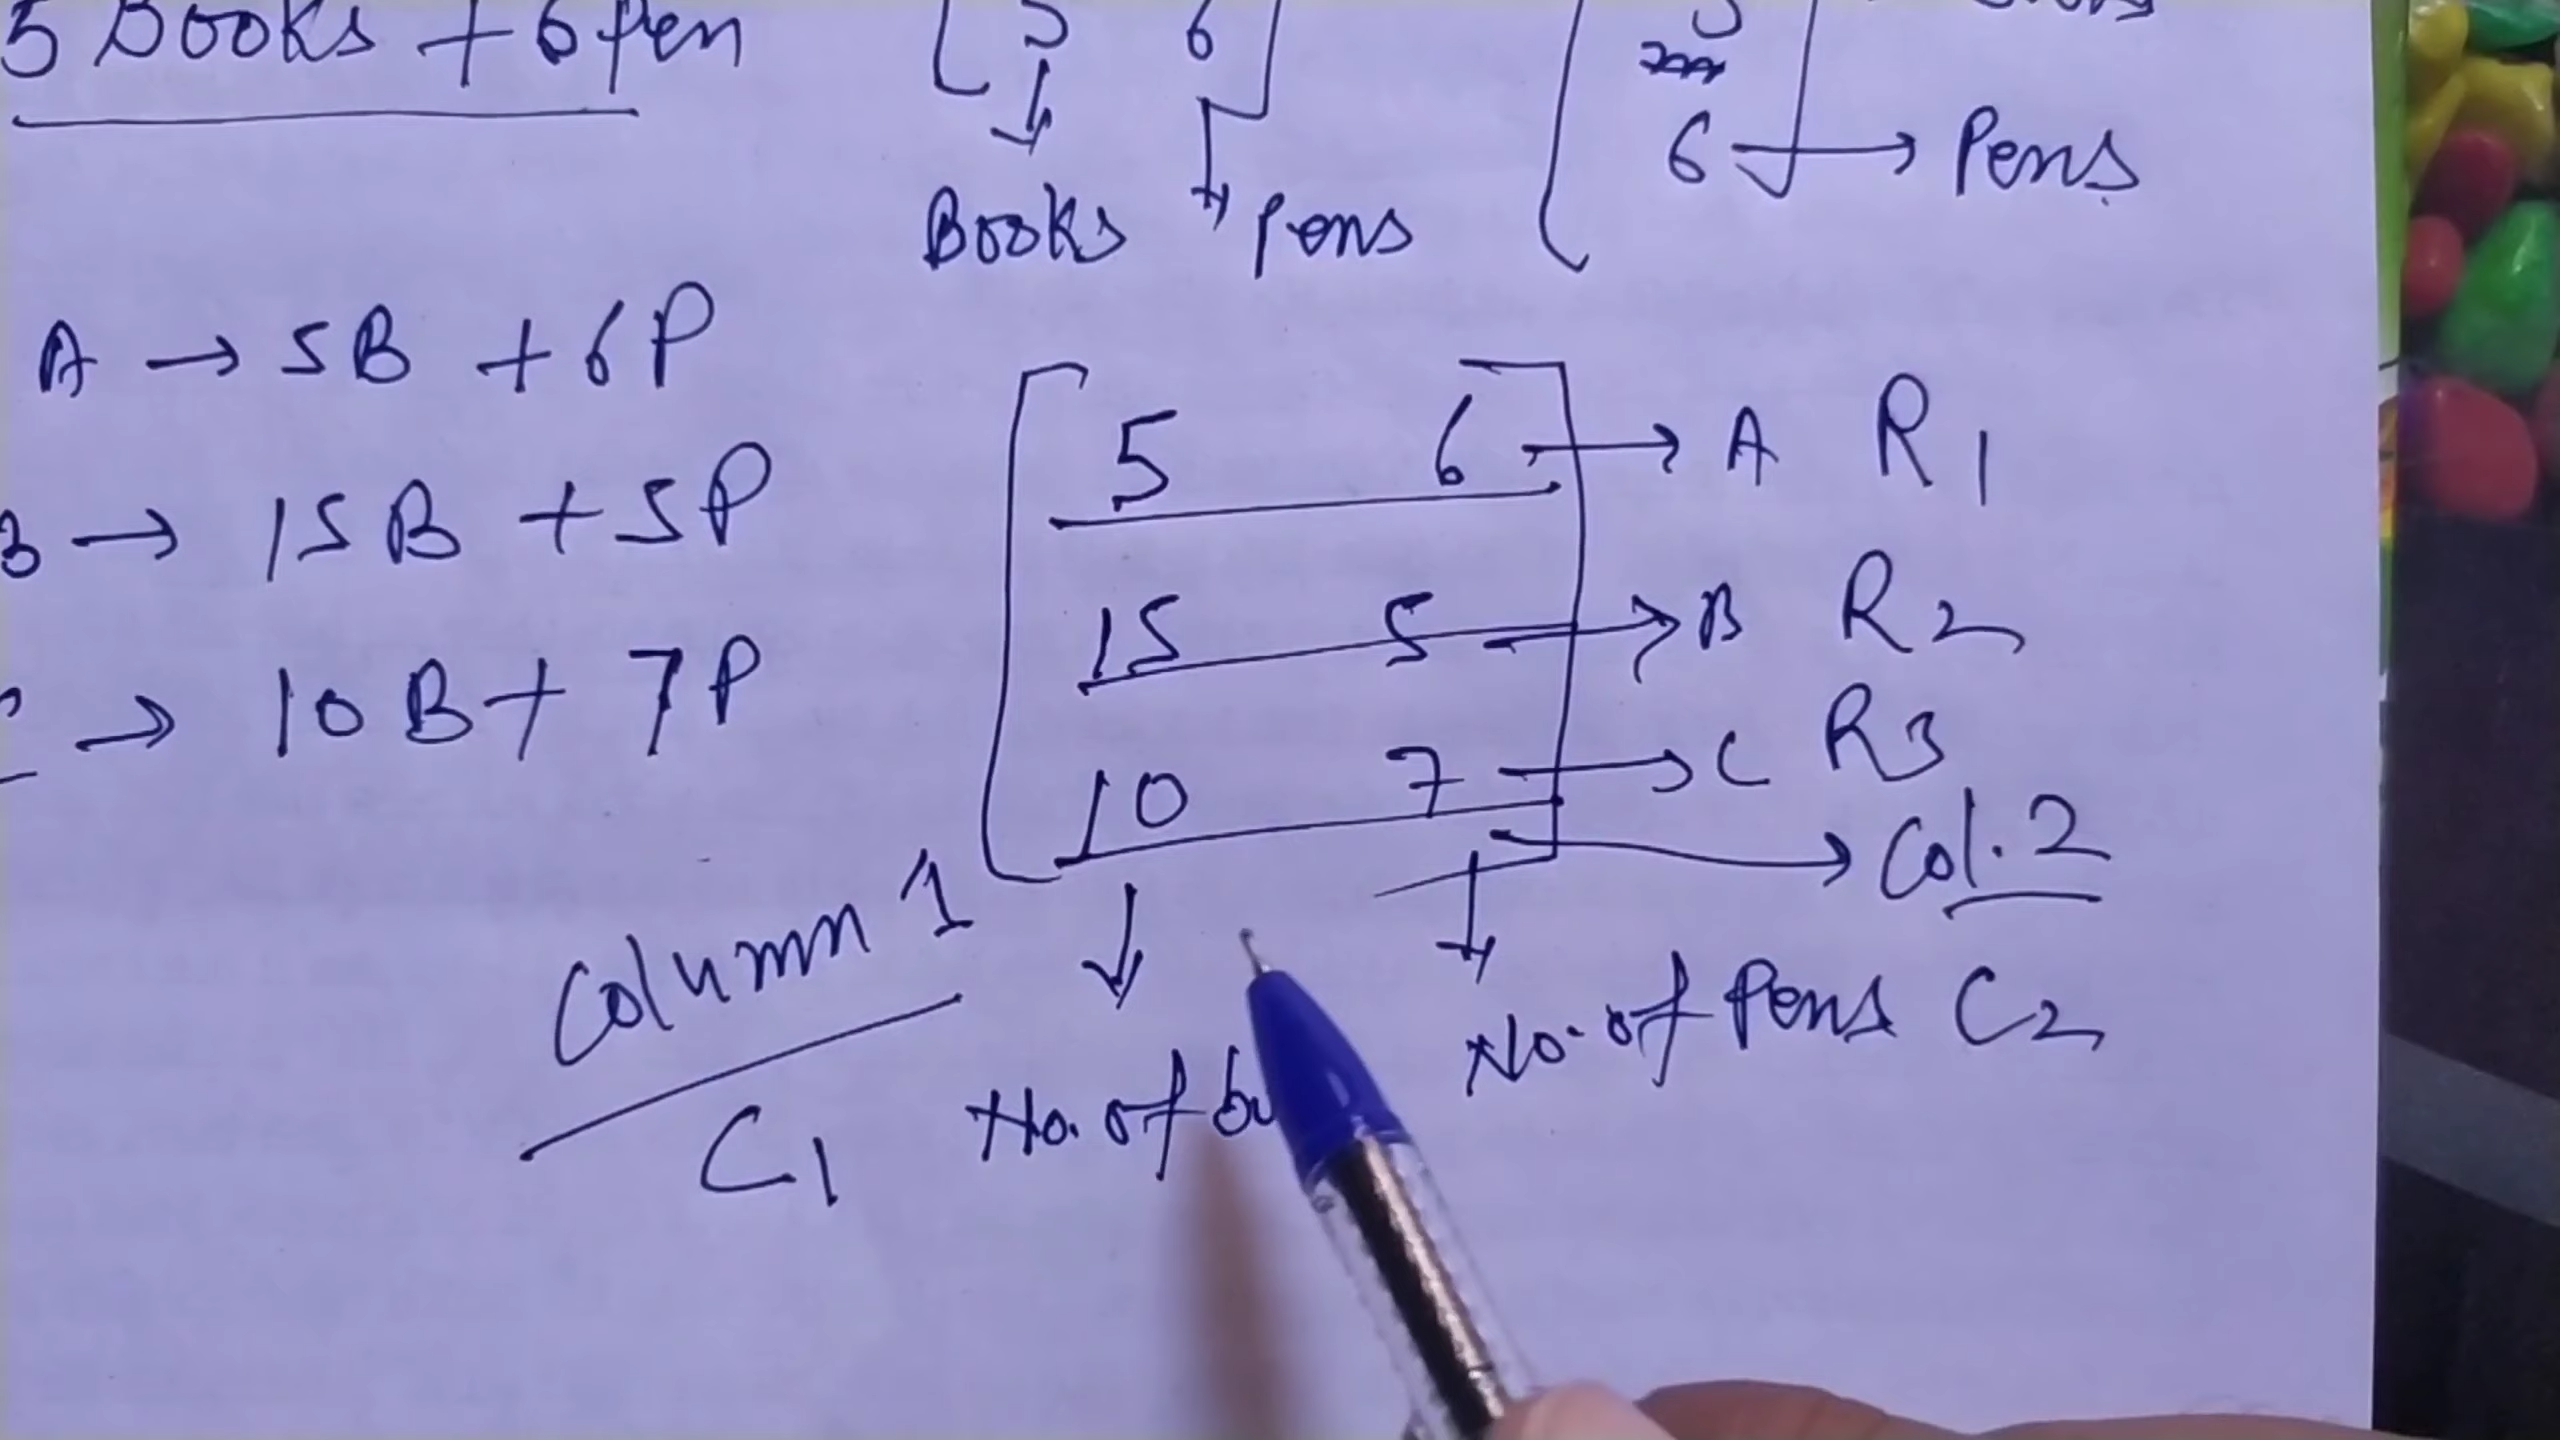 5 Books + 6 Pen
5 6
Books Pens
6 → Pens
A → 5B + 6P
B → 15B + 5P
→ 10B + 7P
5 6 → A R1
15 5 → B R2
10 7 → C R3
→ Col. 2
Column 1
C1
No. of
No. of Pens C2